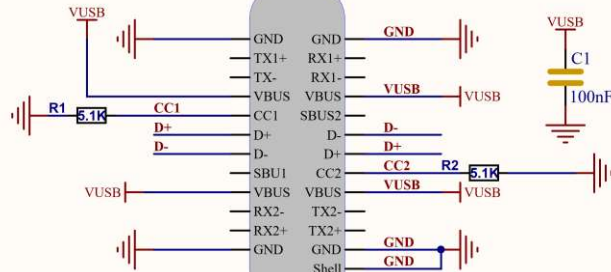 VUSB
VUSB
GND GND GND
TX1+ RX1+
TX- RX1-
C1
VBUS VBUS VUSB VUSB
100nF
R1 5.1K CC1 CC1 SBUS2
D+ D+ D- D-
D- D- D+ D+
SBU1 CC2 CC2 R2 5.1K
VUSB VBUS VBUS VUSB VUSB
RX2- TX2-
RX2+ TX2+
GND GND GND
Shell GND